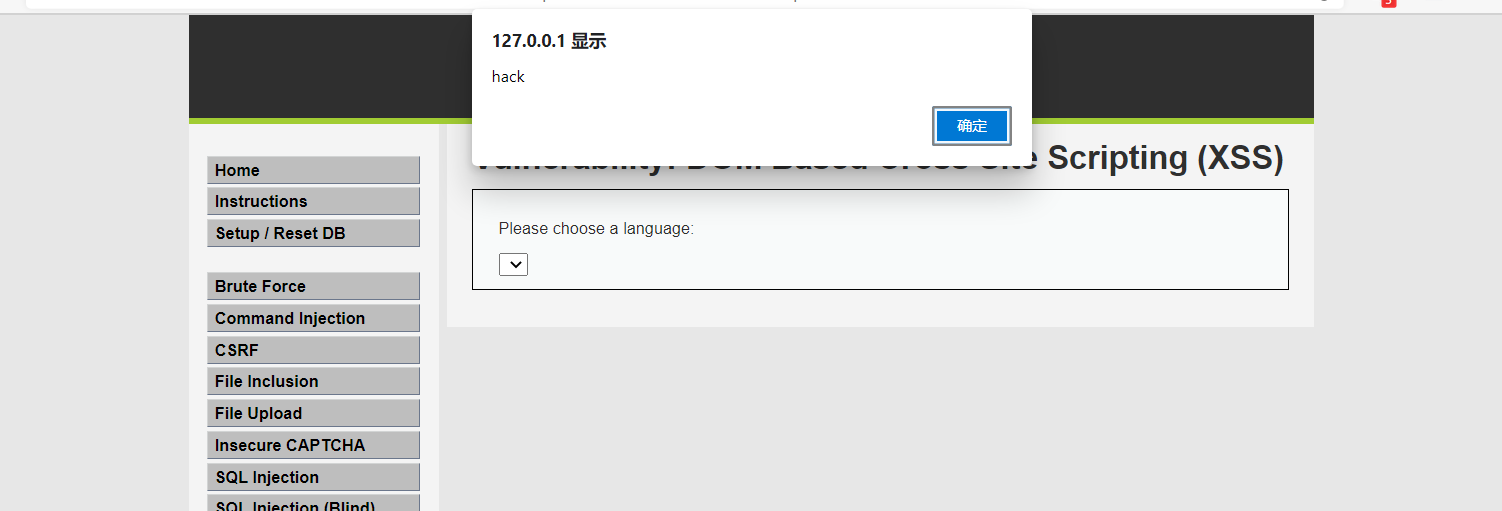 127.0.0.1 显示
hack
确定
Scripting (XSS)
Please choose a language:
Home
Instructions
Setup / Reset DB
Brute Force
Command Injection
CSRF
File Inclusion
File Upload
Insecure CAPTCHA
SQL Injection
SQL Injection (Blind)